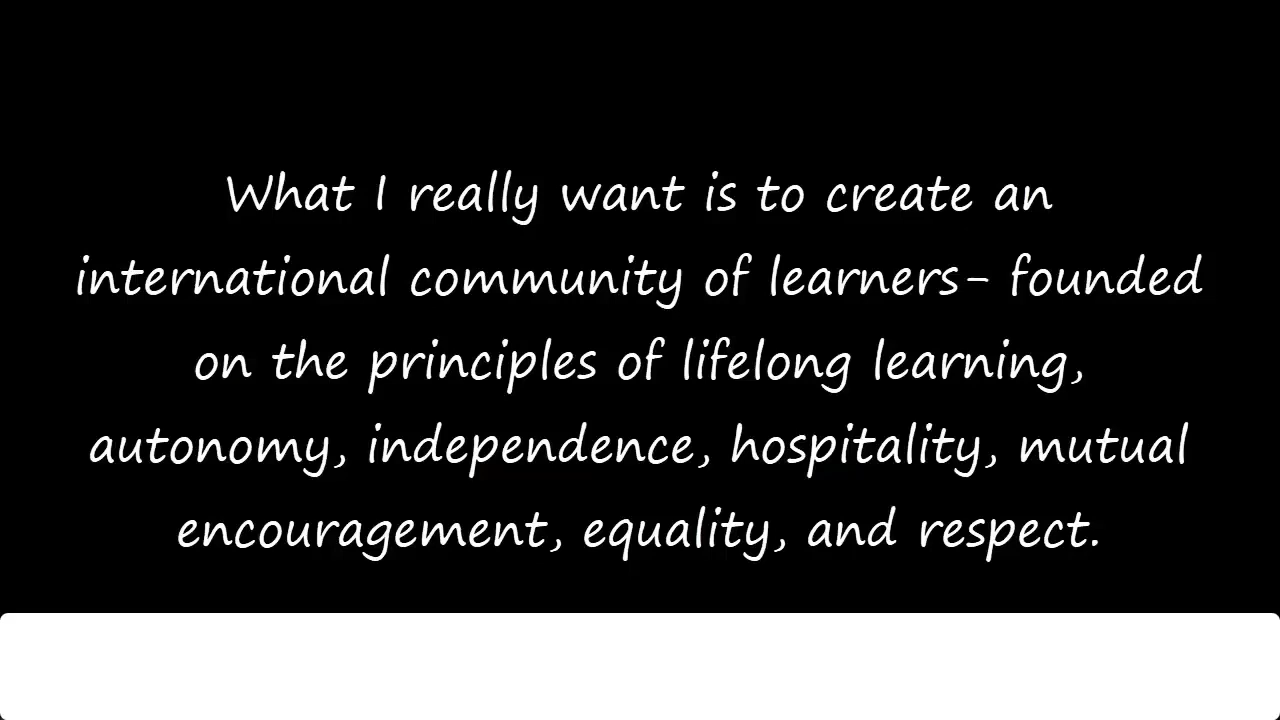 What I really want is to create an
international community of learners- founded
on the principles of lifelong learning,
autonomy, independence, hospitality, mutual
encouragement, equality, and respect.